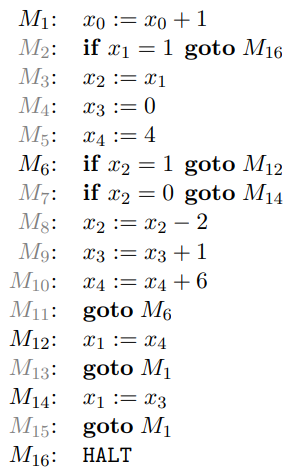 M₁: x₀ := x₀ + 1
M₂: if x₁ = 1 goto M₁₆
M₃: x₂ := x₁
M₄: x₃ := 0
M₅: x₄ := 4
M₆: if x₂ = 1 goto M₁₂
M₇: if x₂ = 0 goto M₁₄
M₈: x₂ := x₂ − 2
M₉: x₃ := x₃ + 1
M₁₀: x₄ := x₄ + 6
M₁₁: goto M₆
M₁₂: x₁ := x₄
M₁₃: goto M₁
M₁₄: x₁ := x₃
M₁₅: goto M₁
M₁₆: HALT